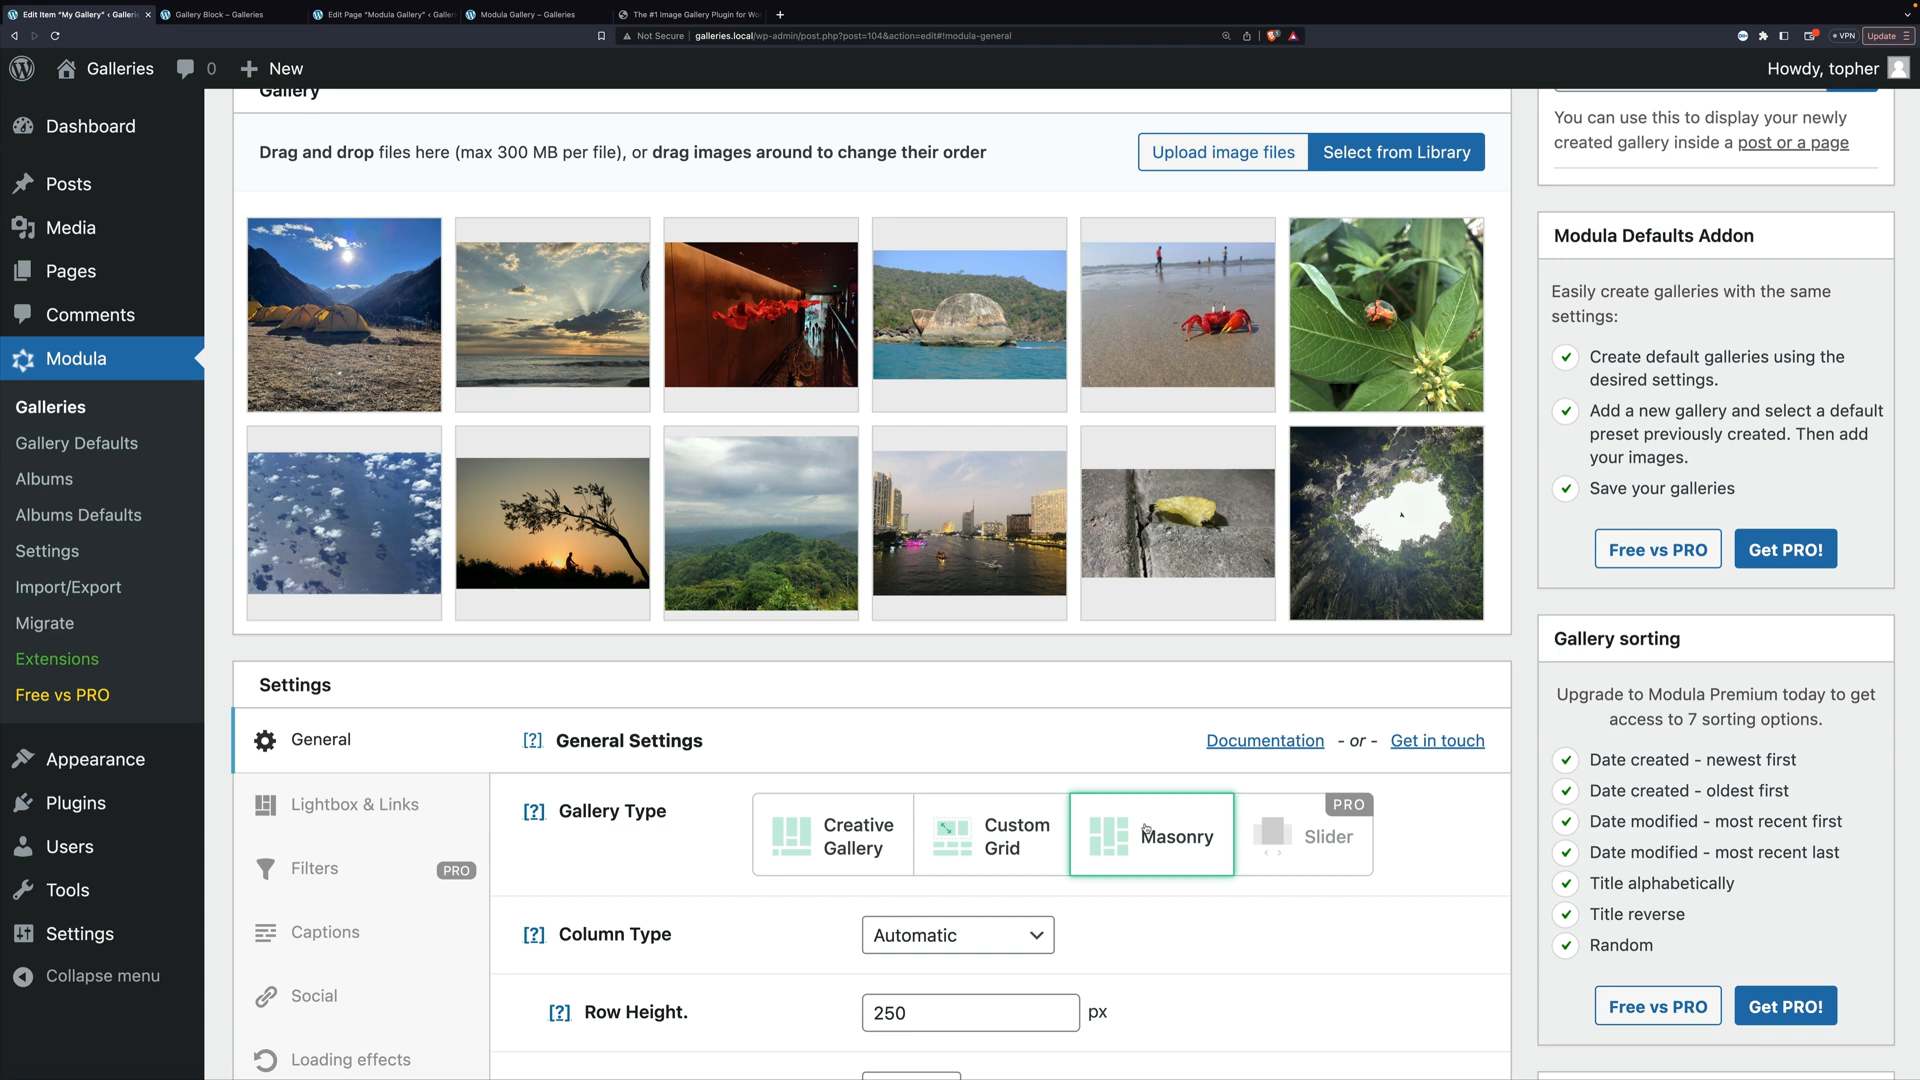 Edit Item "My Gallery" ‹ Galleri
Gallery Block – Galleries
Edit Page "Modula Gallery" ‹ Galler
Modula Gallery – Galleries
The #1 Image Gallery Plugin for Wo
Not Secure
galleries.local/wp-admin/post.php?post=104&action=edit#!modula-general
VPN
Update
Galleries
0
New
Howdy, topher
Dashboard
Posts
Media
Pages
Comments
Modula
Galleries
Gallery Defaults
Albums
Albums Defaults
Settings
Import/Export
Migrate
Extensions
Free vs PRO
Appearance
Plugins
Users
Tools
Settings
Collapse menu
Gallery
Drag and drop files here (max 300 MB per file), or drag images around to change their order
Upload image files
Select from Library
Settings
General
Lightbox & Links
Filters
PRO
Captions
Social
Loading effects
[?] General Settings
Documentation - or - Get in touch
[?] Gallery Type
Creative
Gallery
Custom
Grid
Masonry
PRO
Slider
[?] Column Type
Automatic
[?] Row Height.
250
px
You can use this to display your newly
created gallery inside a post or a page
Modula Defaults Addon
Easily create galleries with the same
settings:
Create default galleries using the
desired settings.
Add a new gallery and select a default
preset previously created. Then add
your images.
Save your galleries
Free vs PRO
Get PRO!
Gallery sorting
Upgrade to Modula Premium today to get
access to 7 sorting options.
Date created - newest first
Date created - oldest first
Date modified - most recent first
Date modified - most recent last
Title alphabetically
Title reverse
Random
Free vs PRO
Get PRO!